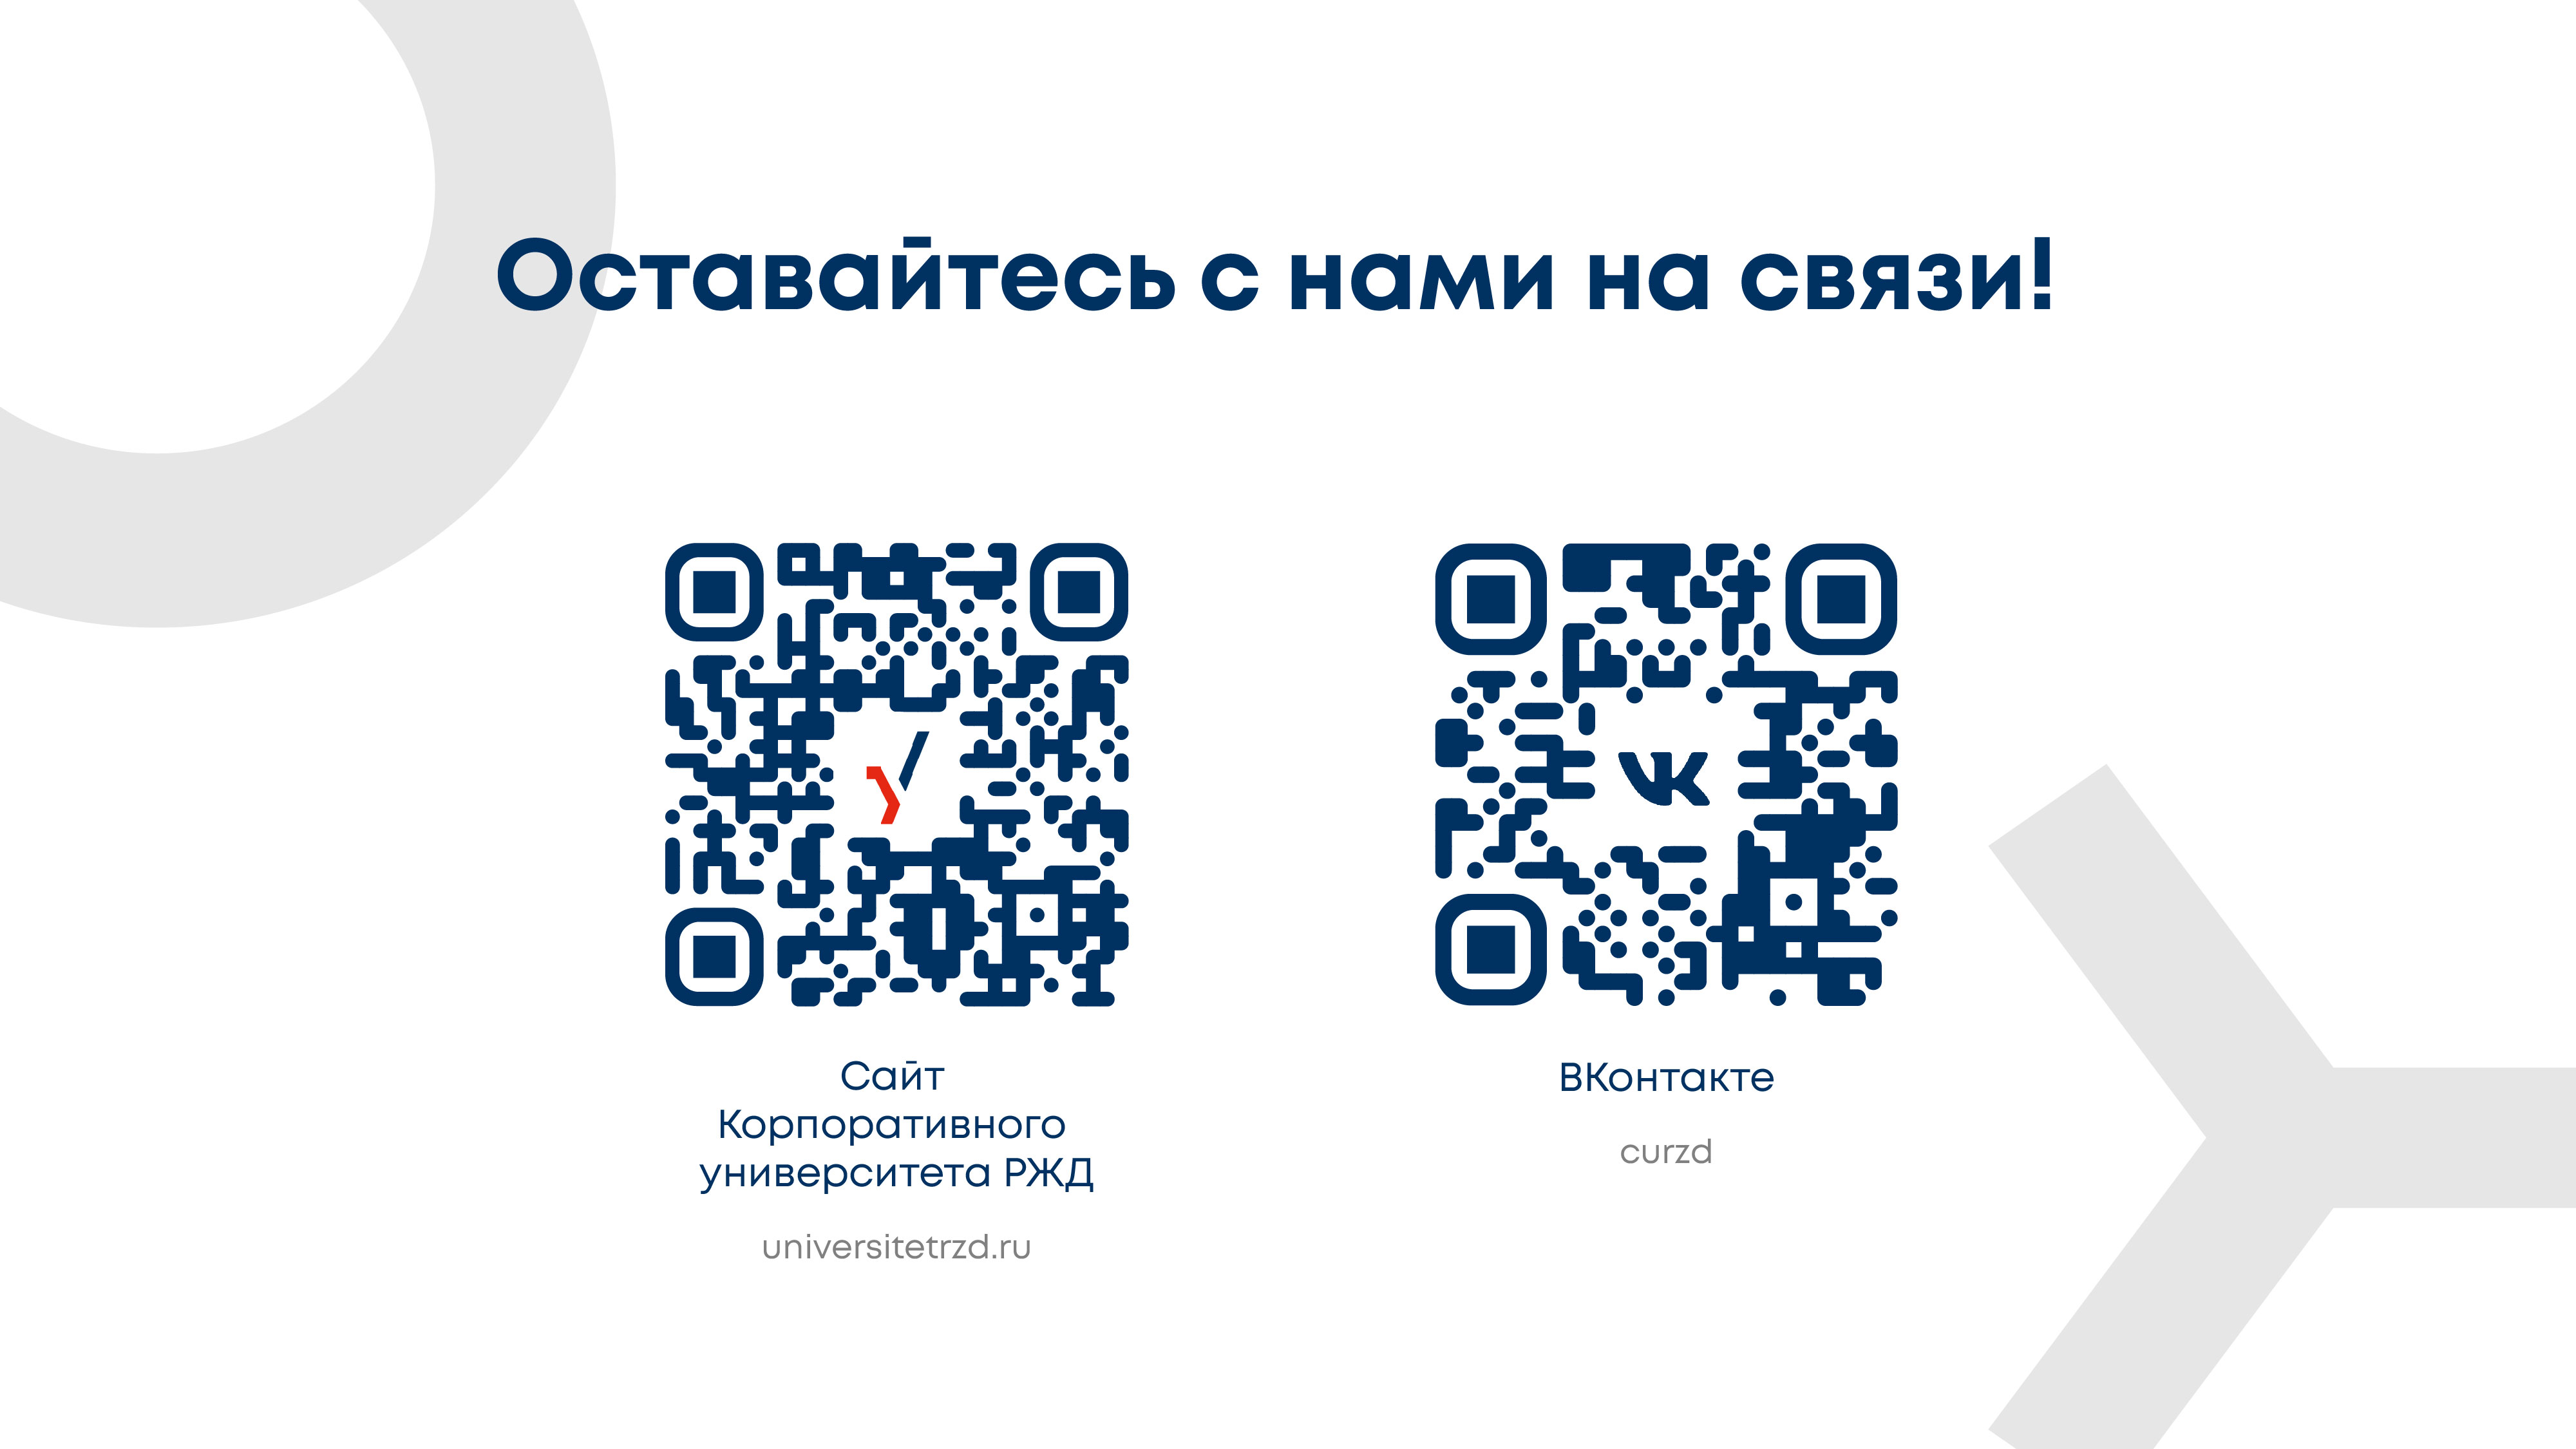 Оставайтесь с нами на связи!
Сайт
Корпоративного
университета РЖД
universitetrzd.ru
ВКонтакте
curzd